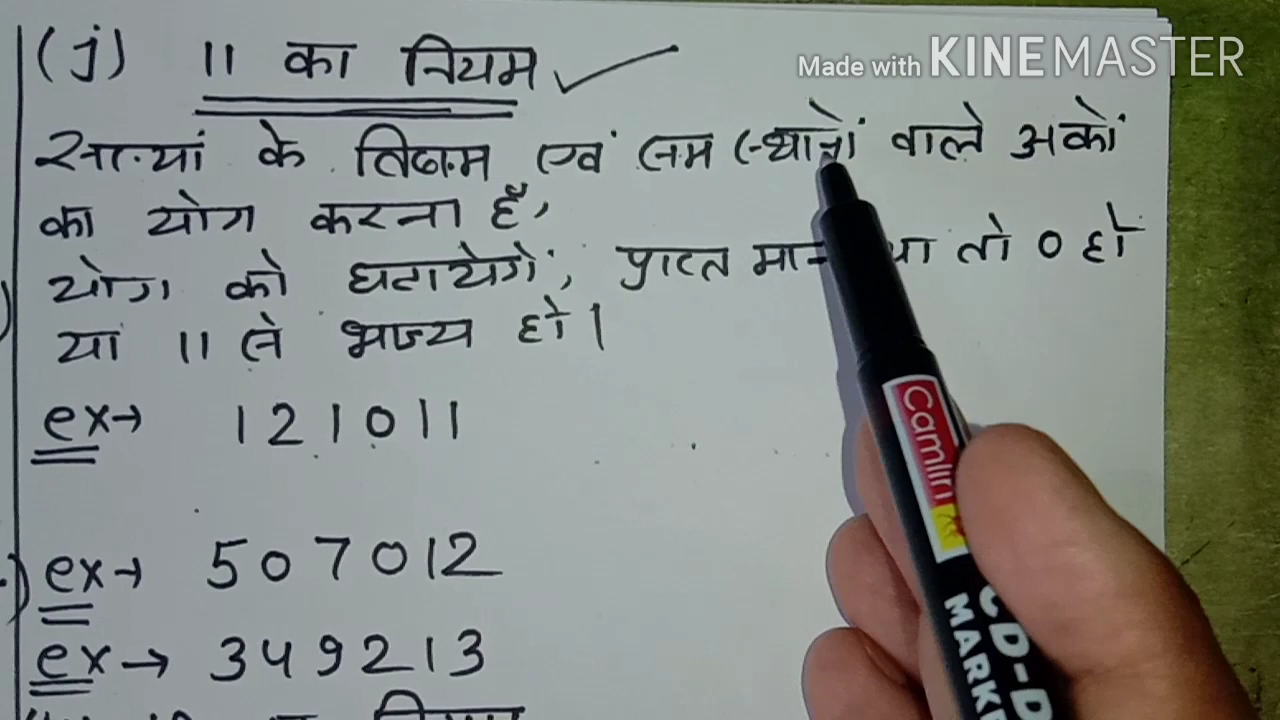 (j) 11 का नियम ✓
Made with KINEMASTER
संख्या के विषम एवं सम स्थानों वाले अंकों
का योग करना है,
योग को घटायेगें, प्राप्त मान या तो 0 हो
या 11 से भाज्य हो।
ex→ 121011
ex→ 507012
ex→ 349213
नियम
Camlin
CD-D
MARKE